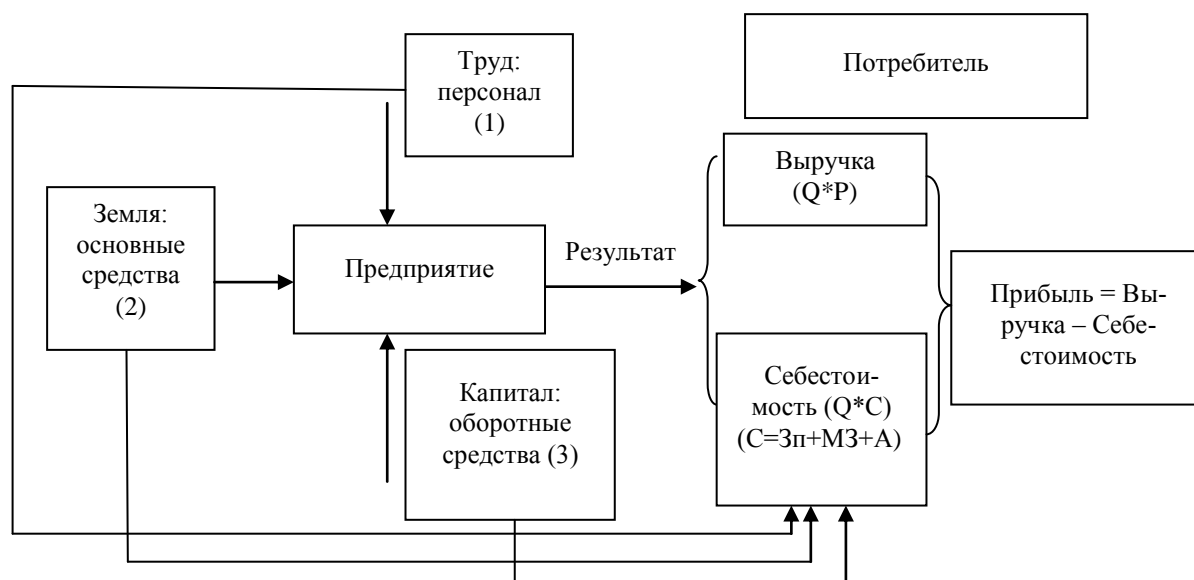 Труд:
персонал
(1)
Потребитель
Выручка
(Q*P)
Земля:
основные
средства
(2)
Предприятие
Результат
Прибыль = Вы-
ручка – Себе-
стоимость
Капитал:
оборотные
средства (3)
Себестои-
мость (Q*C)
(C=Зп+МЗ+А)